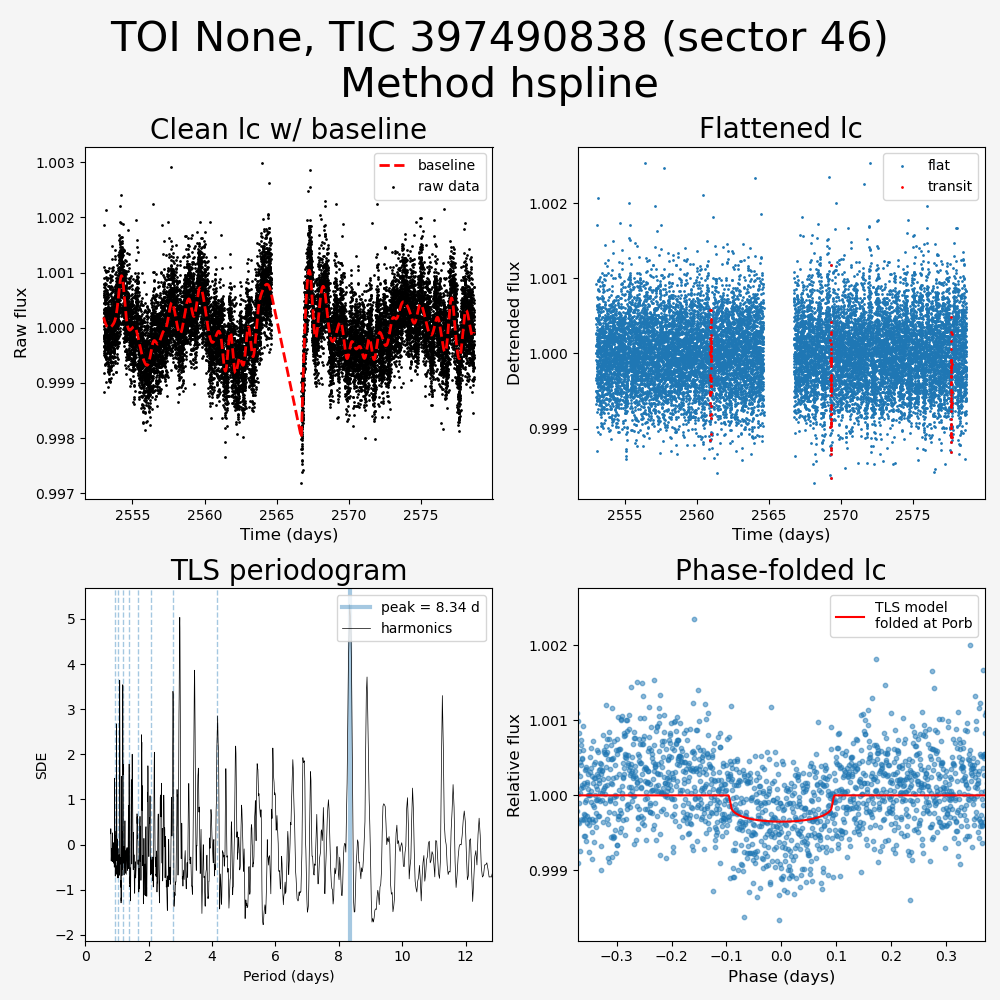 TOI None, TIC 397490838 (sector 46)
Method hspline
Clean lc w/ baseline
Flattened lc
baseline
raw data
flat
transit
1.003
1.002
1.001
1.000
0.999
0.998
0.997
Raw flux
2555
2560
2565
2570
2575
Time (days)
1.002
1.001
1.000
0.999
Detrended flux
2555
2560
2565
2570
2575
Time (days)
TLS periodogram
Phase-folded lc
peak = 8.34 d
harmonics
TLS model
folded at Porb
5
4
3
2
1
0
−1
−2
SDE
0
2
4
6
8
10
12
Period (days)
1.002
1.001
1.000
0.999
Relative flux
−0.3
−0.2
−0.1
0.0
0.1
0.2
0.3
Phase (days)